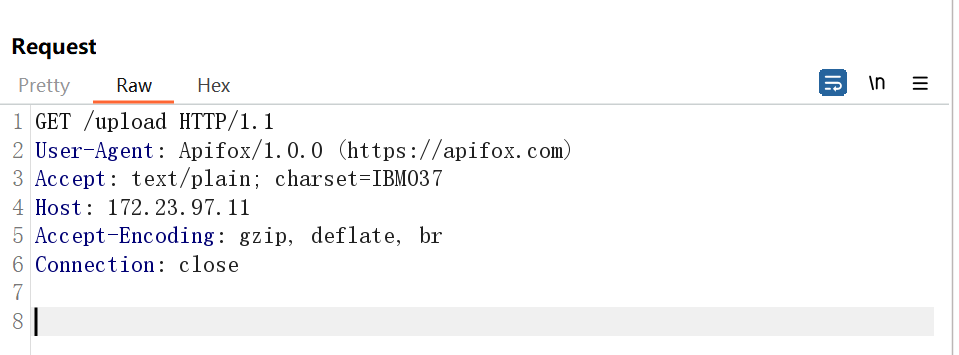 Request
Pretty Raw Hex \n
1 GET /upload HTTP/1.1
2 User-Agent: Apifox/1.0.0 (https://apifox.com)
3 Accept: text/plain; charset=IBM037
4 Host: 172.23.97.11
5 Accept-Encoding: gzip, deflate, br
6 Connection: close
7
8